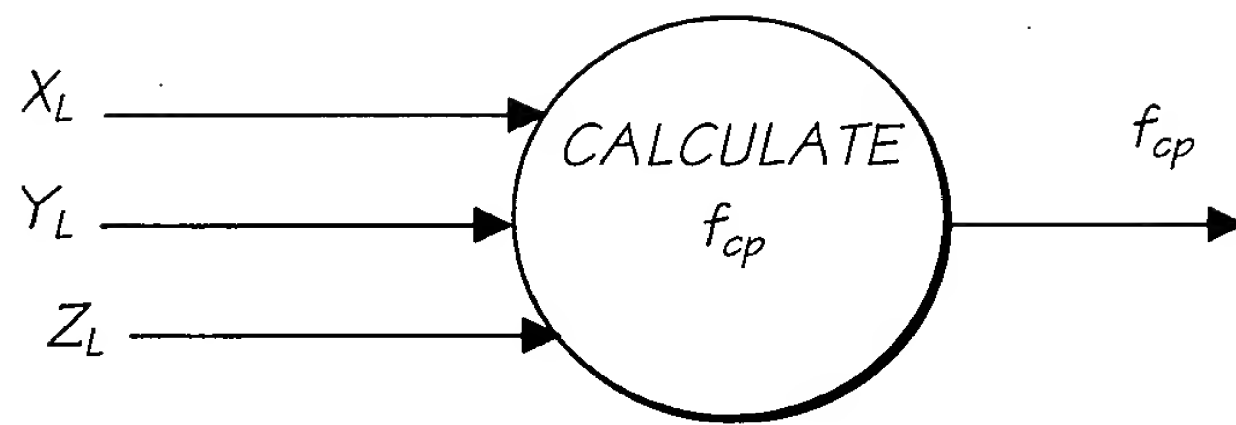 X_L
Y_L
Z_L
CALCULATE
f_cp
f_cp